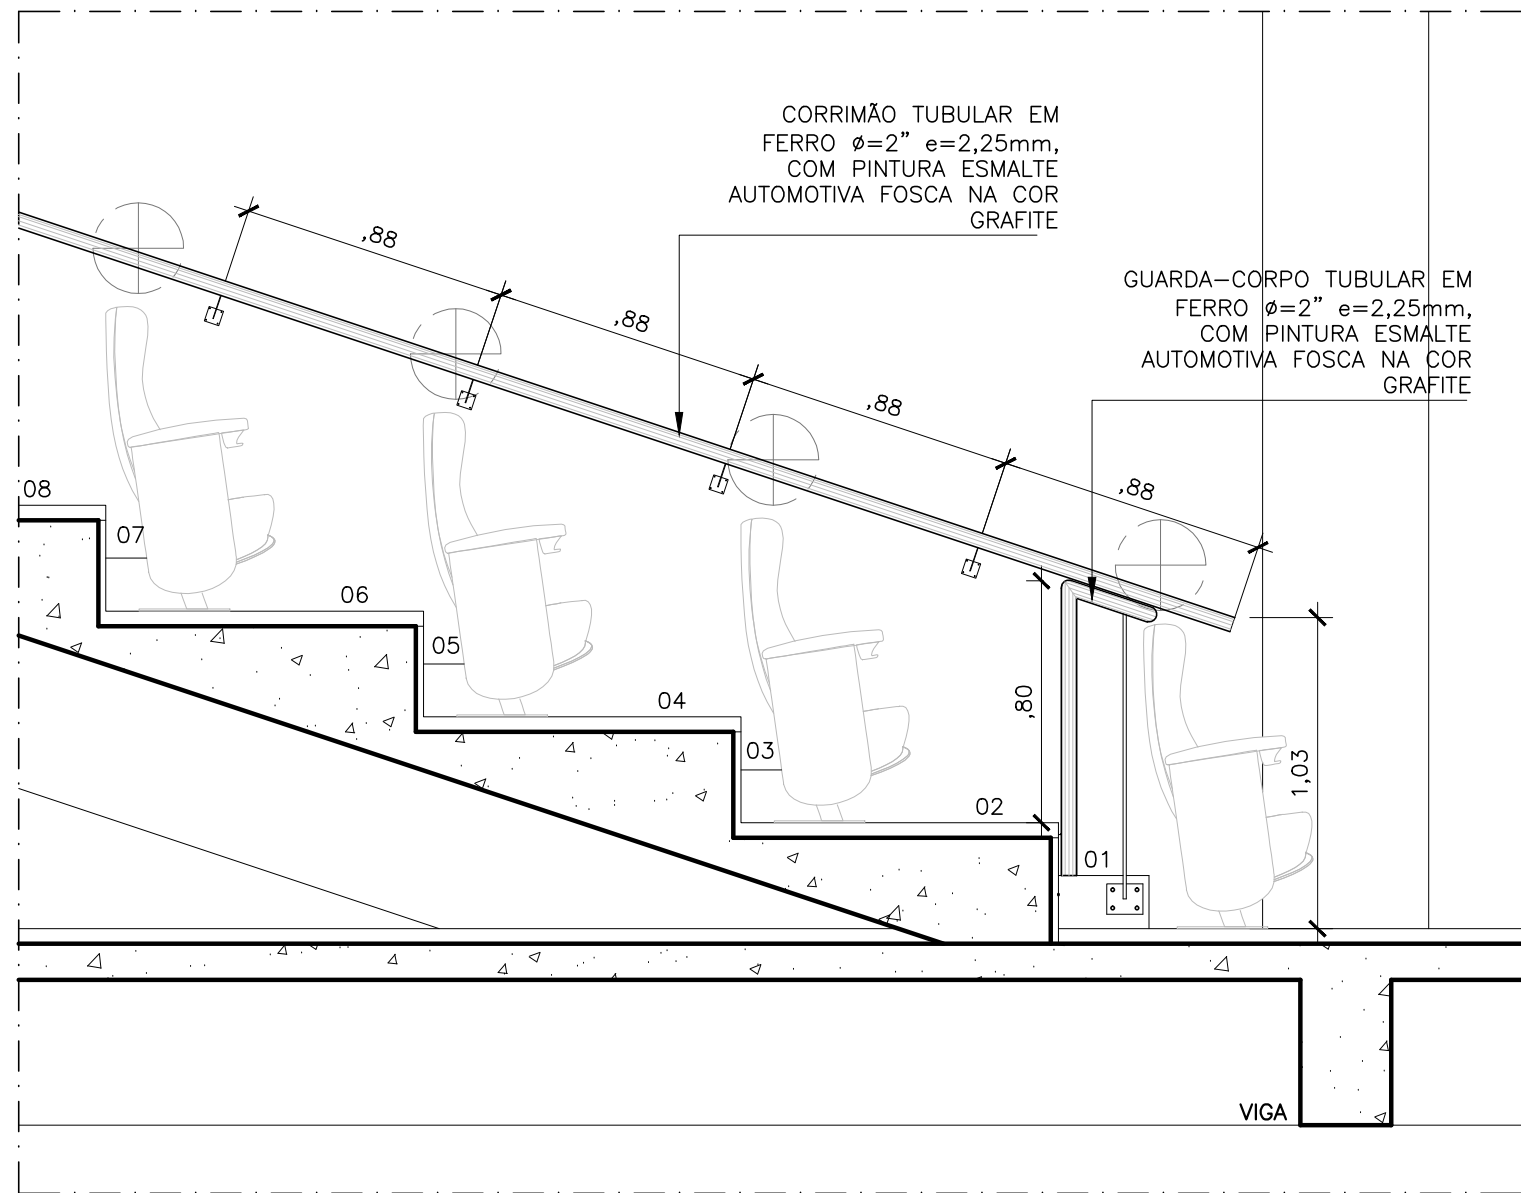 CORRIMÃO TUBULAR EM
FERRO ø=2” e=2,25mm,
COM PINTURA ESMALTE
AUTOMOTIVA FOSCA NA COR
GRAFITE
GUARDA-CORPO TUBULAR EM
FERRO ø=2” e=2,25mm,
COM PINTURA ESMALTE
AUTOMOTIVA FOSCA NA COR
GRAFITE
,88
,88
,88
,88
08
07
06
05
04
03
02
01
,80
1,03
VIGA